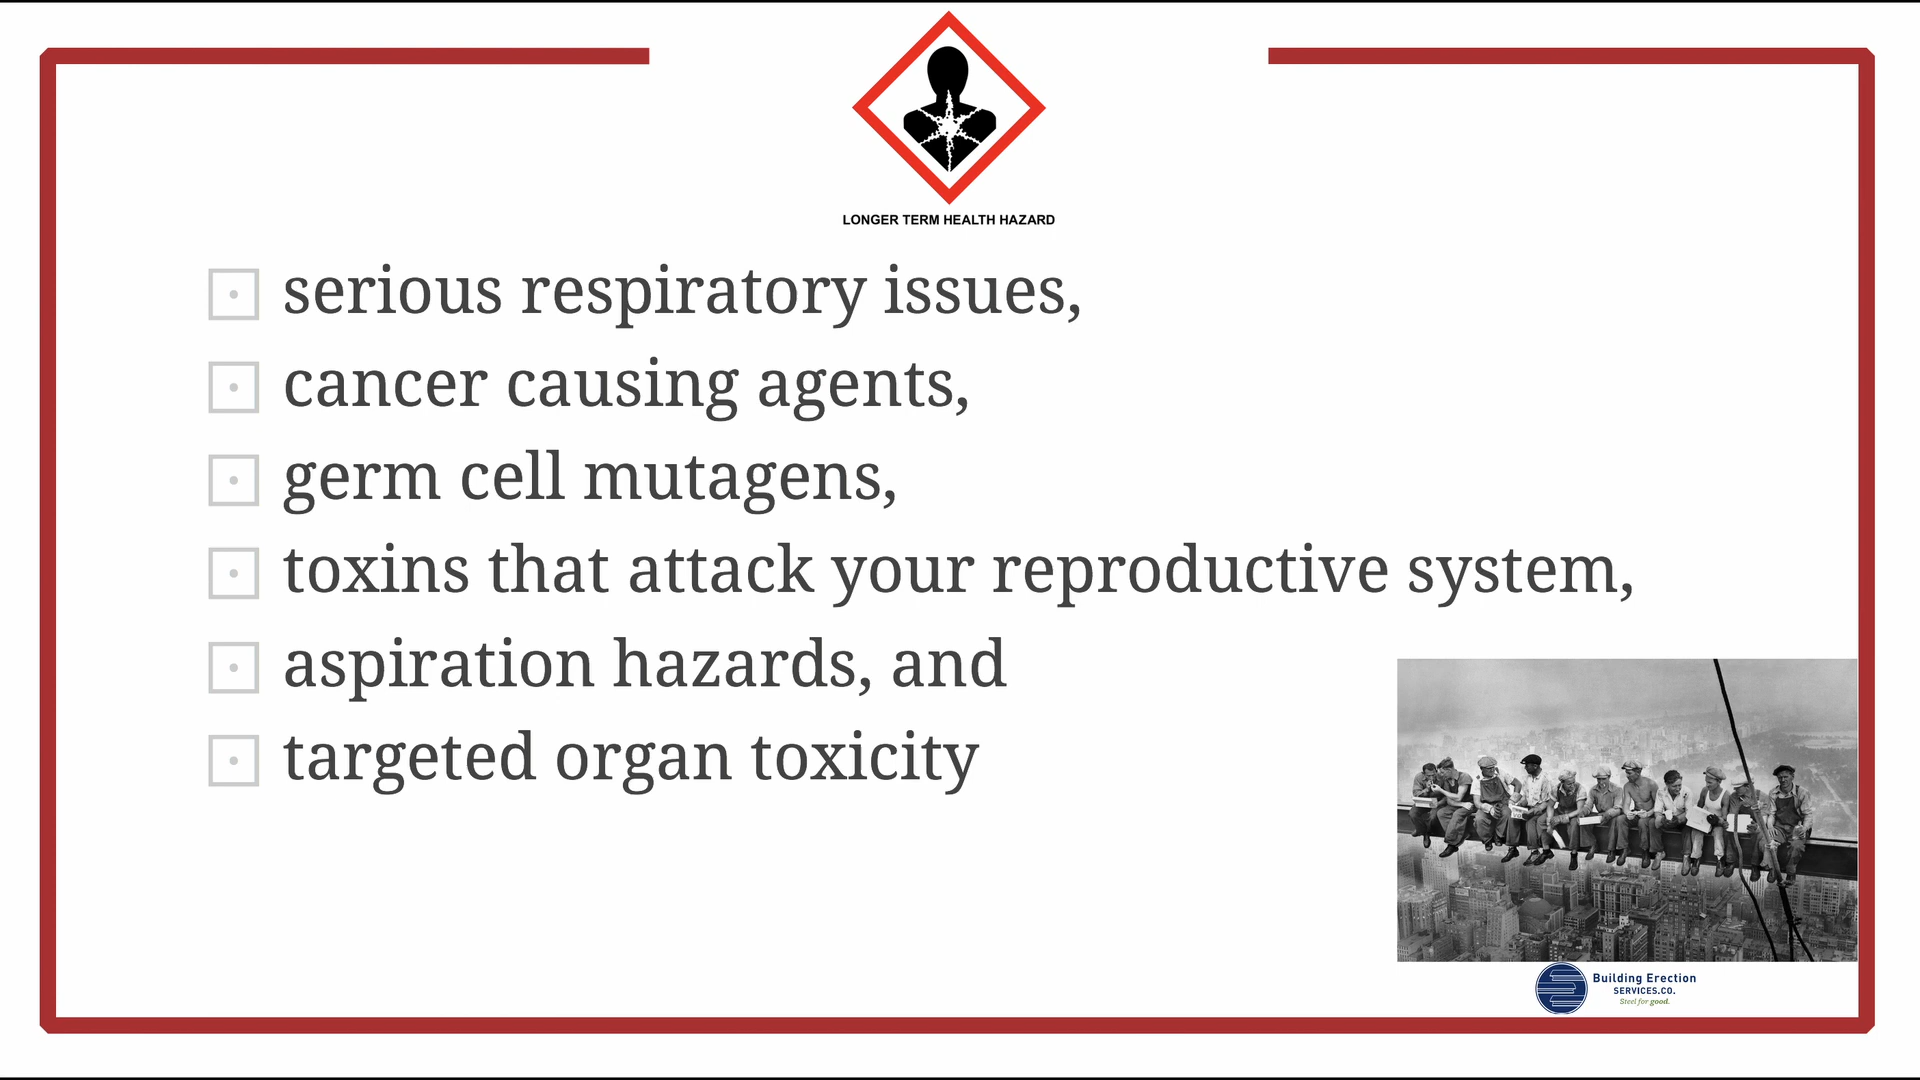 LONGER TERM HEALTH HAZARD
serious respiratory issues,
cancer causing agents,
germ cell mutagens,
toxins that attack your reproductive system,
aspiration hazards, and
targeted organ toxicity
Building Erection
SERVICES.CO.
Steel for good.